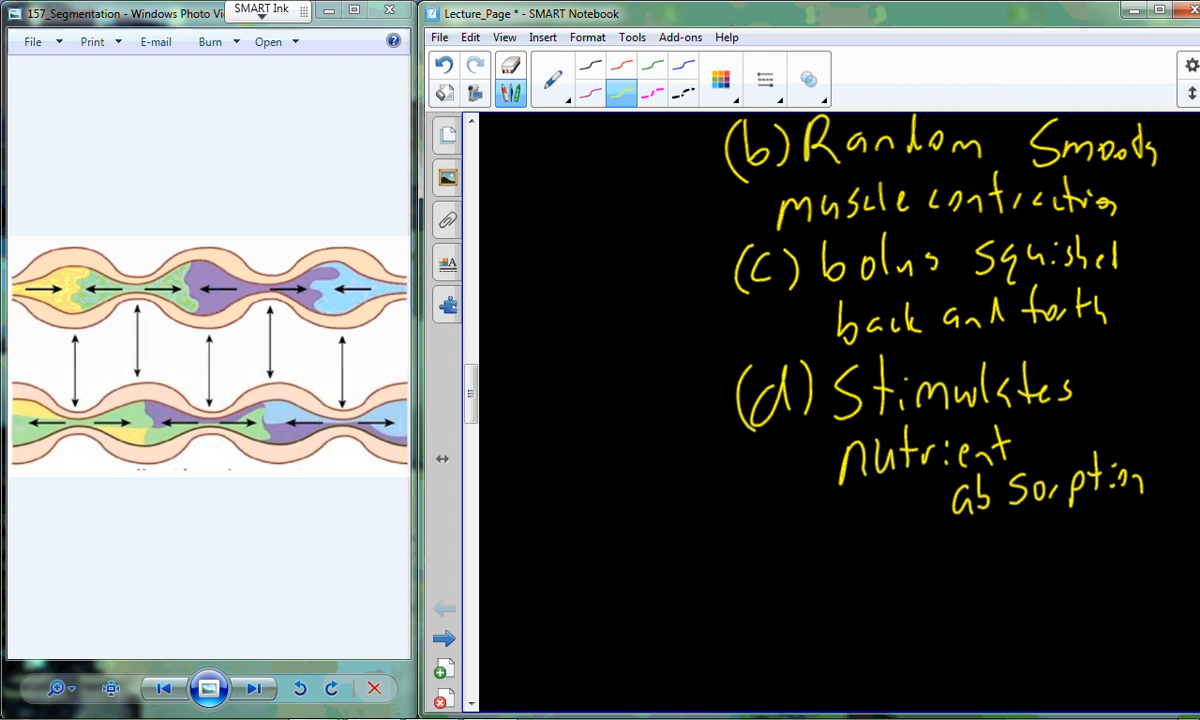 157_Segmentation - Windows Photo Vi
SMART Ink
File Print E-mail Burn Open
Lecture_Page * - SMART Notebook
File Edit View Insert Format Tools Add-ons Help
(b) Random Smooth
muscle contraction
(c) bolus squished
back and forth
(d) Stimulates
nutrient
absorption